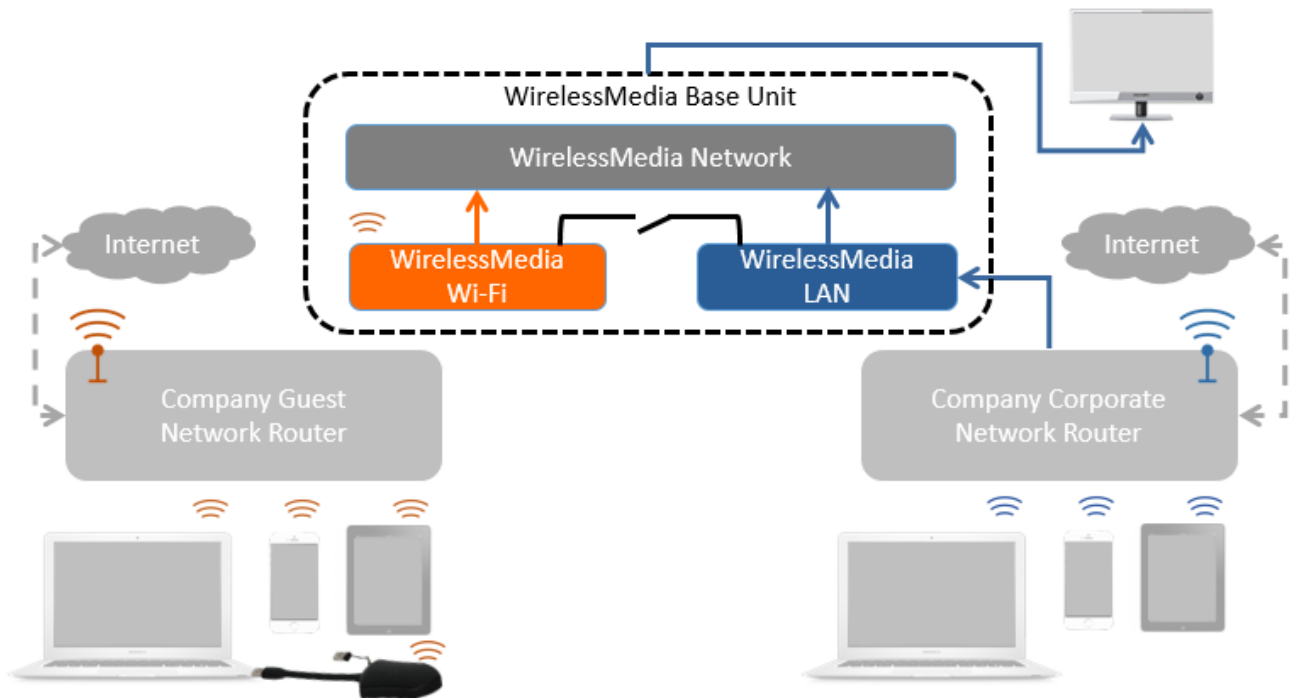 WirelessMedia Base Unit
WirelessMedia Network
Internet
Internet
WirelessMedia
Wi-Fi
WirelessMedia
LAN
Company Guest
Network Router
Company Corporate
Network Router